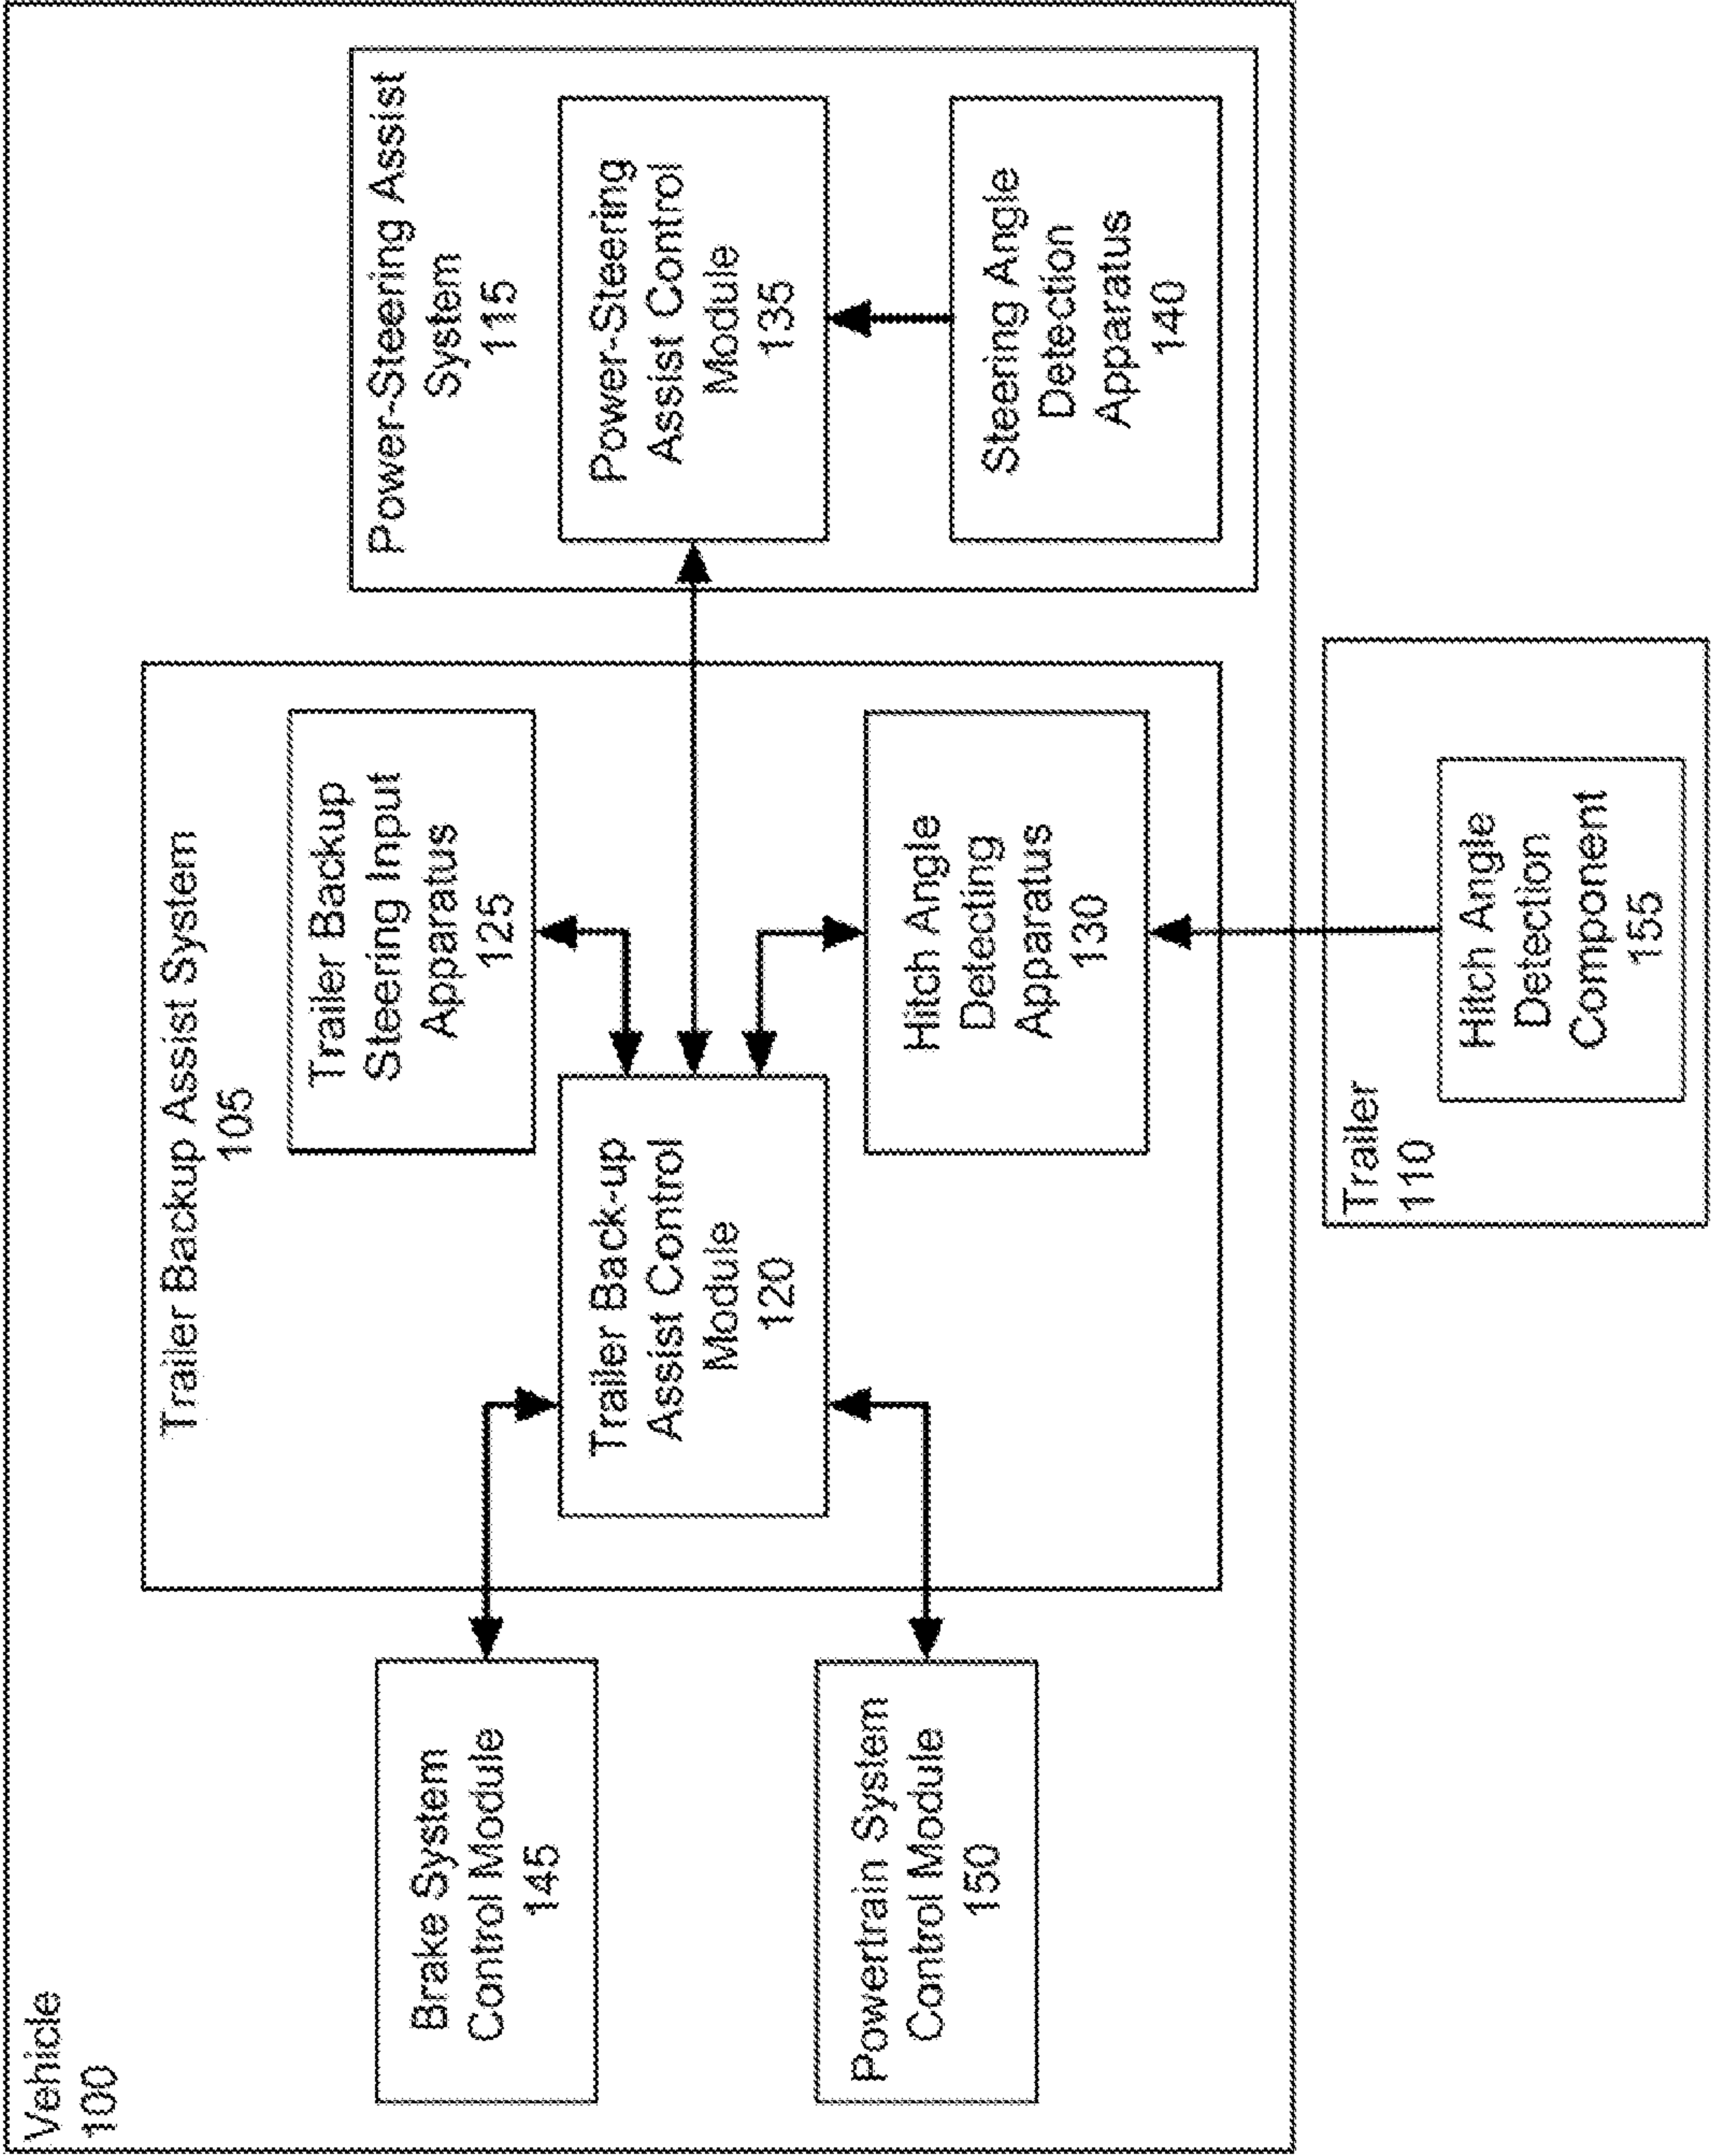 Vehicle
100
Trailer Backup Assist System
105
Power-Steering Assist
System
115
Brake System
Control Module
145
Trailer Backup
Steering Input
Apparatus
125
Trailer Back-up
Assist Control
Module
120
Power-Steering
Assist Control
Module
135
Powertrain System
Control Module
150
Hitch Angle
Detecting
Apparatus
130
Steering Angle
Detection
Apparatus
140
Trailer
110
Hitch Angle
Detection
Component
155